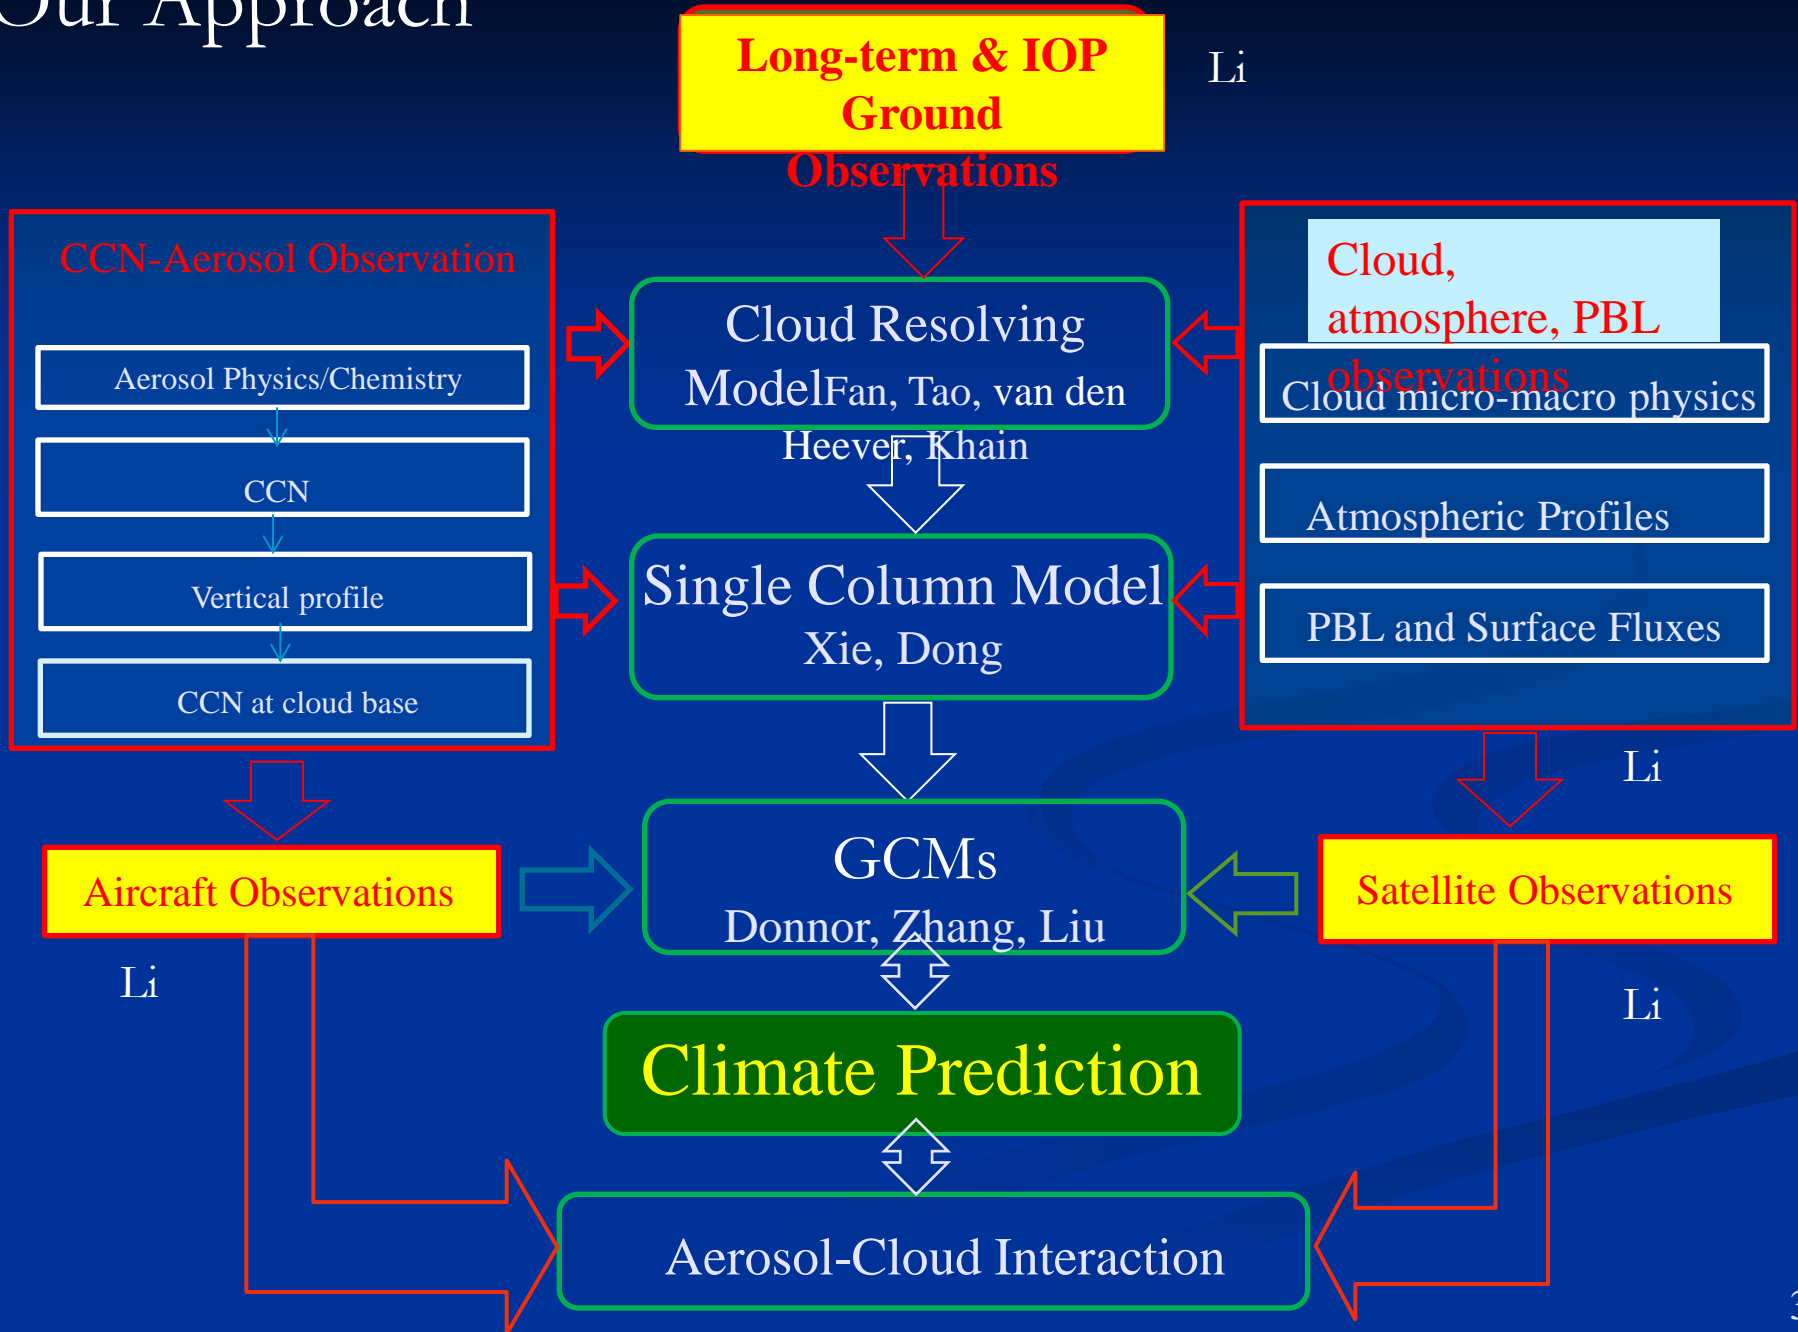 Our Approach
Long-term & IOP
Ground
Observations
Li
CCN-Aerosol Observation
Aerosol Physics/Chemistry
CCN
Vertical profile
CCN at cloud base
Cloud Resolving
ModelFan, Tao, van den
Heever, Khain
Cloud,
atmosphere, PBL
observations
Cloud micro-macro physics
Atmospheric Profiles
PBL and Surface Fluxes
Single Column Model
Xie, Dong
Li
Aircraft Observations
Li
GCMs
Donnor, Zhang, Liu
Satellite Observations
Li
Climate Prediction
Aerosol-Cloud Interaction
3